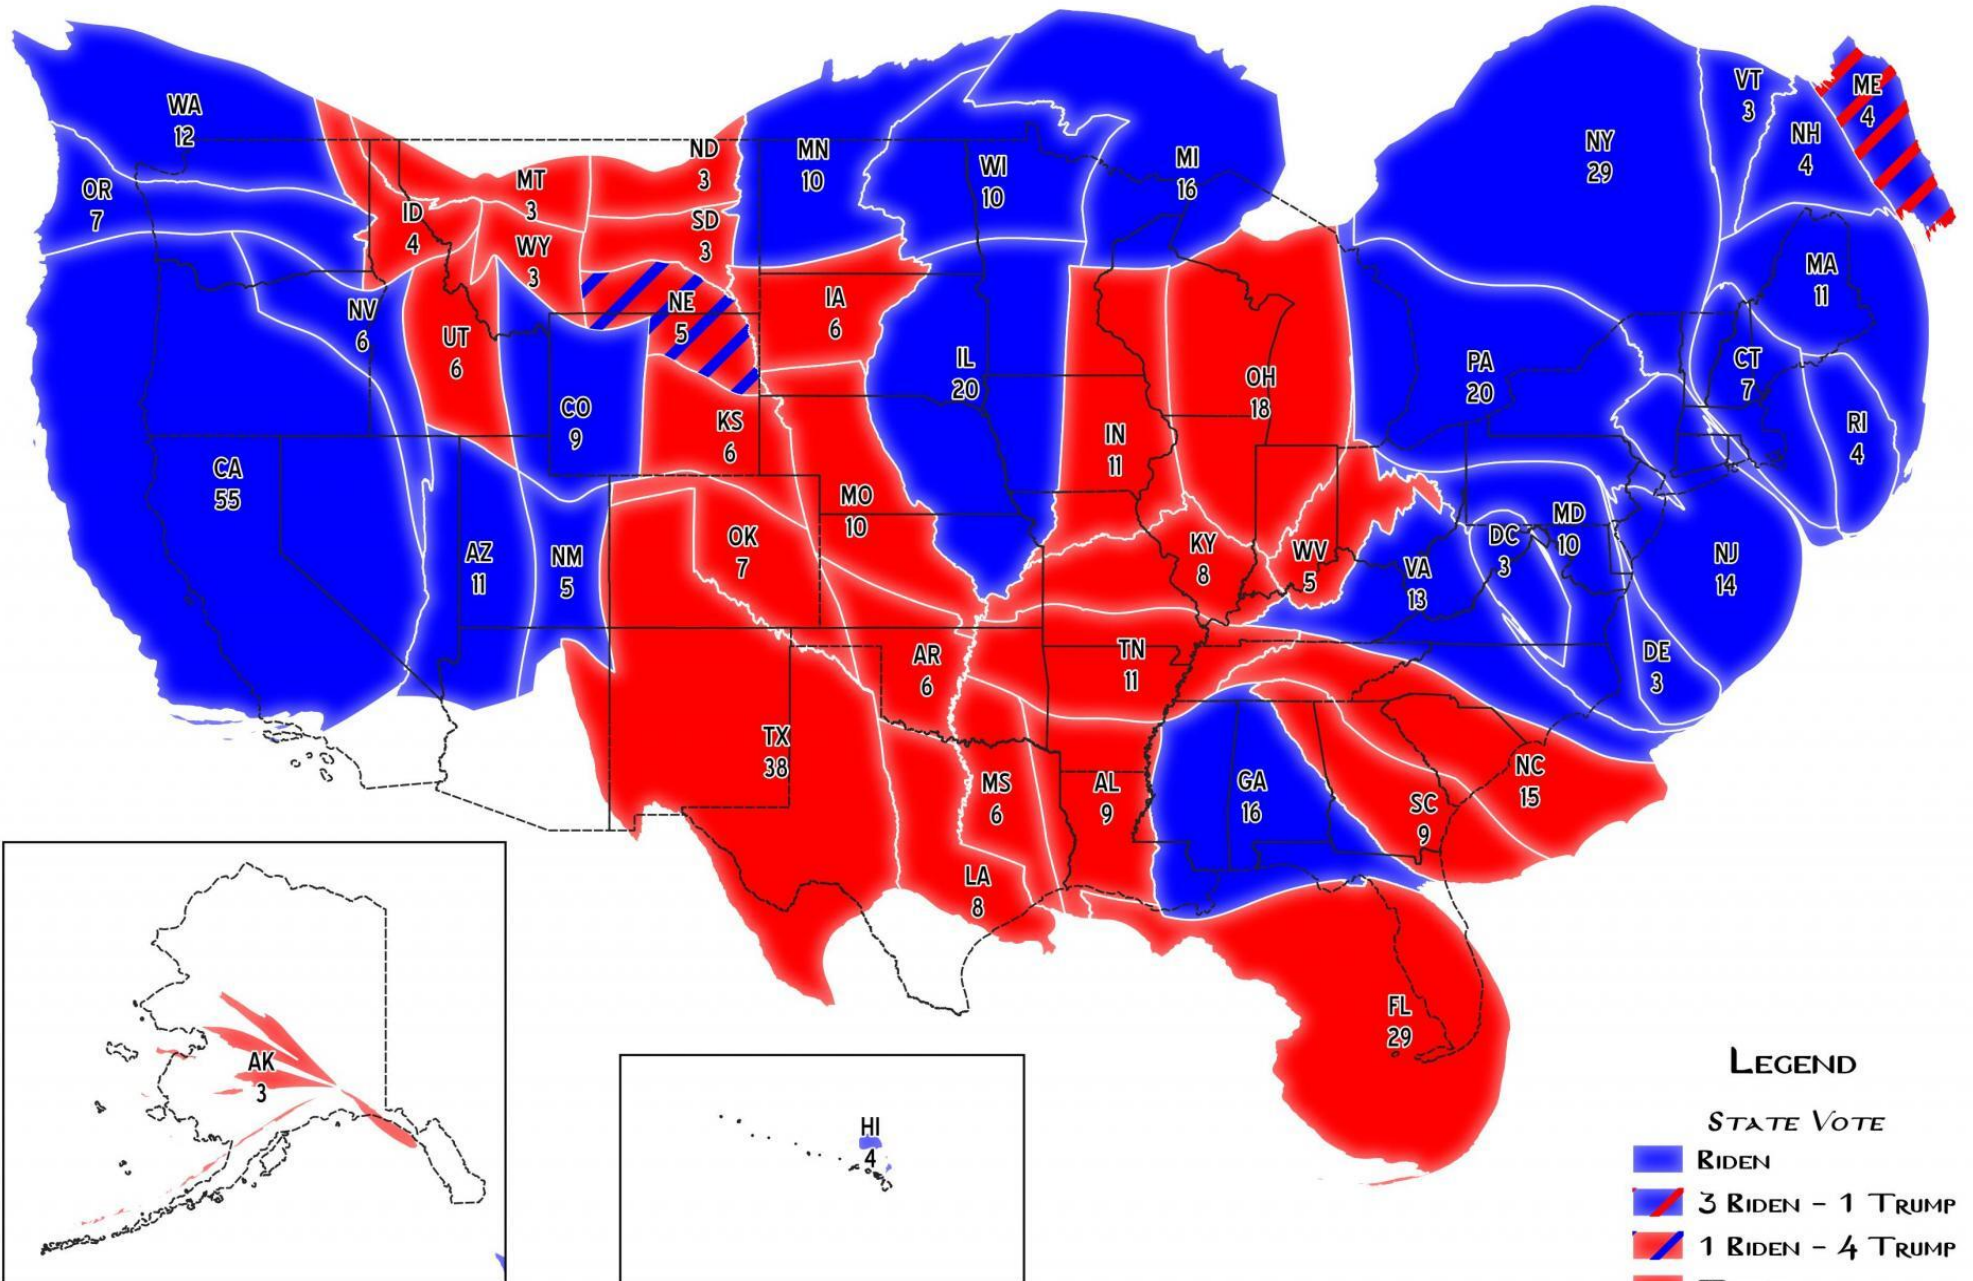 WA
12
OR
7
CA
55
NV
6
ID
4
MT
3
WY
3
UT
6
CO
9
AZ
11
NM
5
ND
3
SD
3
NE
5
KS
6
OK
7
TX
38
MN
10
IA
6
MO
10
AR
6
LA
8
WI
10
IL
20
MS
6
MI
16
IN
11
KY
8
TN
11
AL
9
OH
18
WV
5
GA
16
FL
29
SC
9
NC
15
VA
13
DC
3
MD
10
DE
3
NJ
14
PA
20
NY
29
VT
3
NH
4
ME
4
MA
11
CT
7
RI
4
AK
3
HI
4
LEGEND
STATE VOTE
BIDEN
3 BIDEN - 1 TRUMP
1 BIDEN - 4 TRUMP